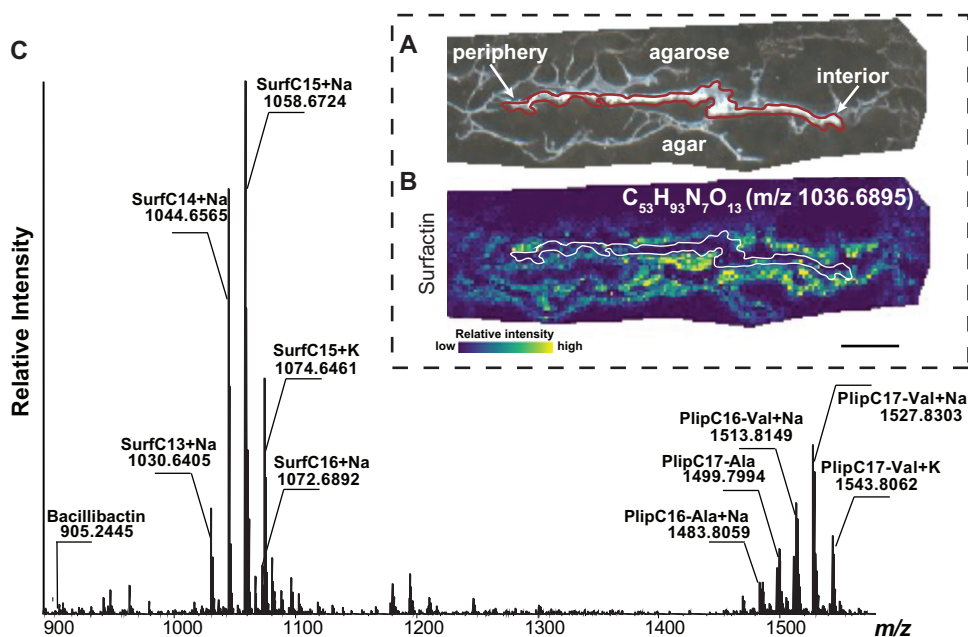 A
periphery
agarose
interior
agar
B
C₅₃H₉₃N₇O₁₃ (m/z 1036.6895)
Surfactin
Relative intensity
low
high
C
Relative Intensity
SurfC15+Na
1058.6724
SurfC14+Na
1044.6565
SurfC15+K
1074.6461
SurfC13+Na
1030.6405
SurfC16+Na
1072.6892
Bacillibactin
905.2445
PlipC17-Val+Na
1527.8303
PlipC16-Val+Na
1513.8149
PlipC17-Ala
1499.7994
PlipC17-Val+K
1543.8062
PlipC16-Ala+Na
1483.8059
900
1000
1100
1300
1400
1500
m/z